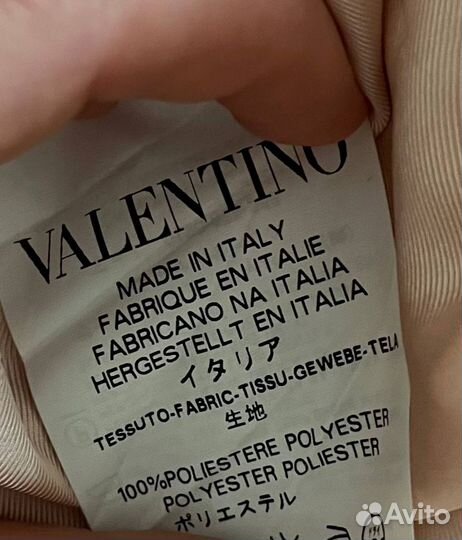 VALENTINO
MADE IN ITALY
FABRIQUE EN ITALIE
FABRICANO NA ITALIA
HERGESTELLT EN ITALIA
イタリア
TESSUTO-FABRIC-TISSU-GEWEBE-TELA
生地
100%POLIESTERE POLYESTER
POLYESTER POLIESTER
ポリエステル
Avito